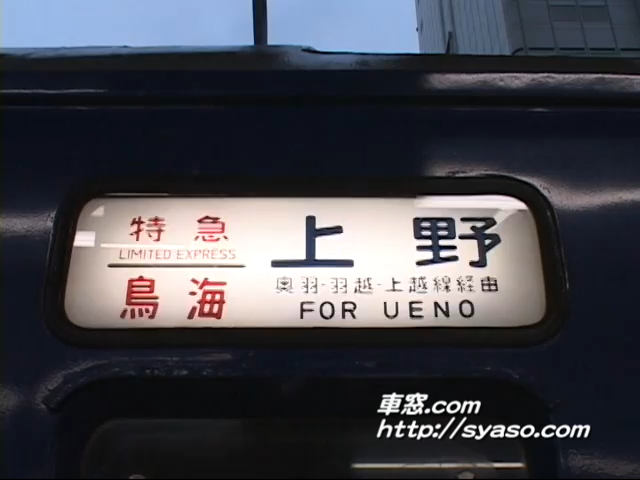 特急
LIMITED EXPRESS
鳥海
上野
奥羽・羽越・上越線経由
FOR UENO
車窓.com
http://syaso.com